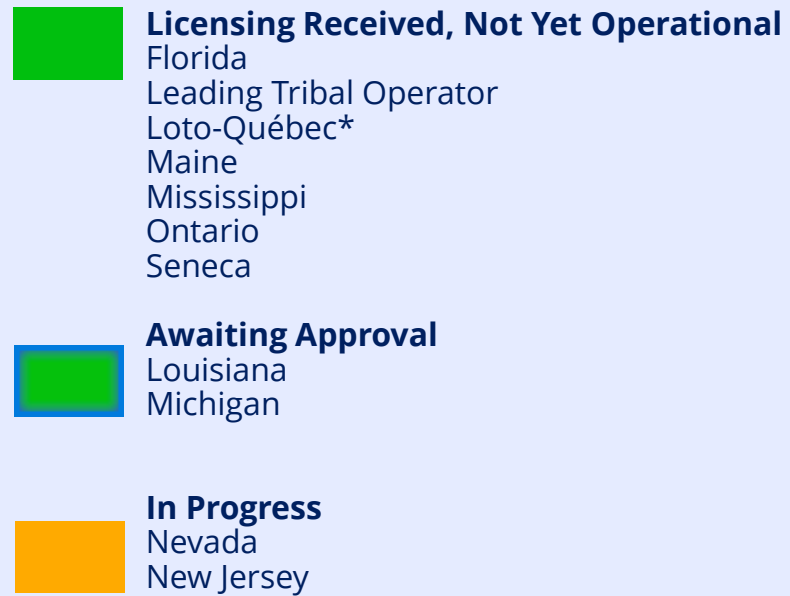 Licensing Received, Not Yet Operational
Florida
Leading Tribal Operator
Loto-Québec*
Maine
Mississippi
Ontario
Seneca
Awaiting Approval
Louisiana
Michigan
In Progress
Nevada
New Jersey